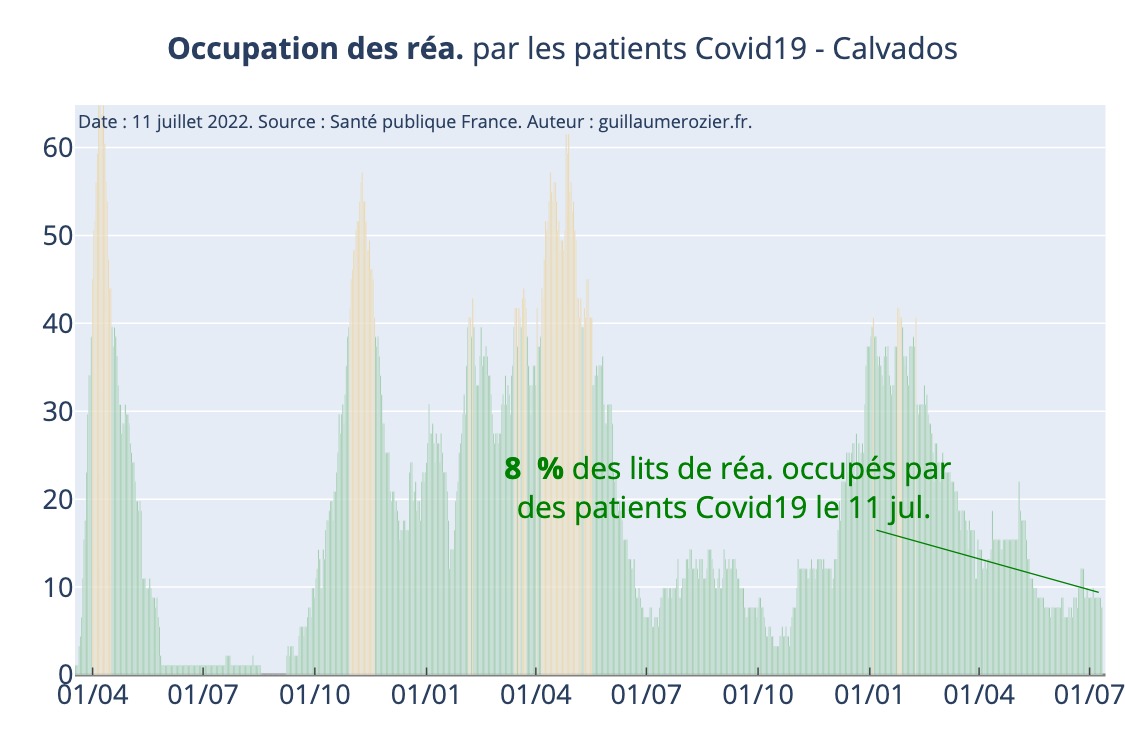 Occupation des réa. par les patients Covid19 - Calvados
Date : 11 juillet 2022. Source : Santé publique France. Auteur : guillaumerozier.fr.
60
50
40
30
20
10
0
8 % des lits de réa. occupés par
des patients Covid19 le 11 jul.
01/04 01/07 01/10 01/01 01/04 01/07 01/10 01/01 01/04 01/07